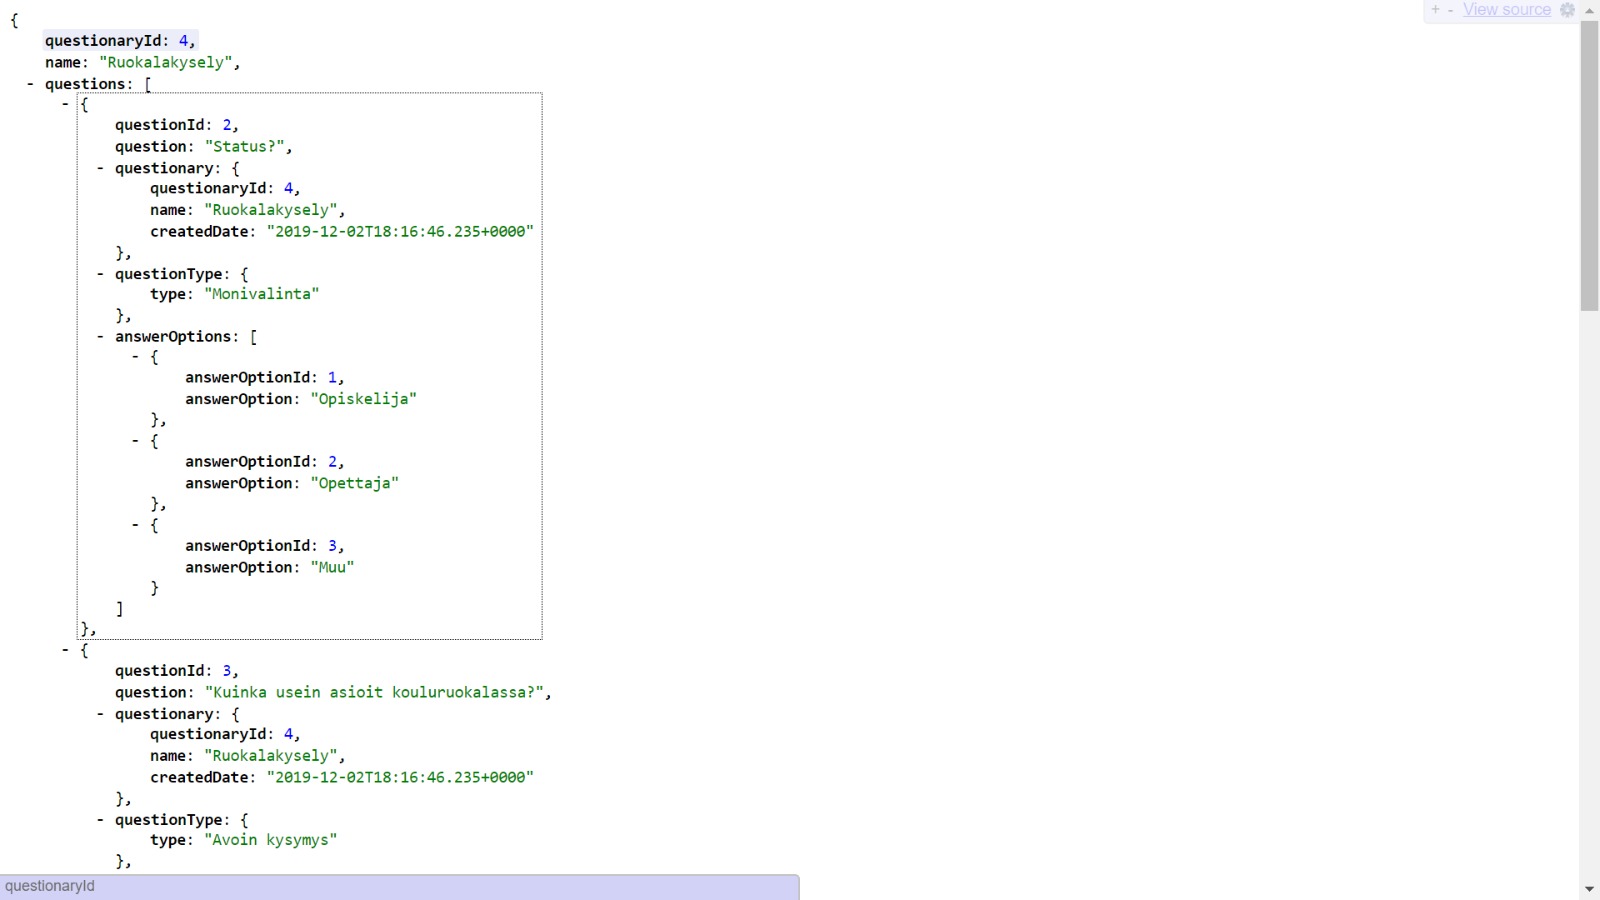 + - View source
{
questionaryId: 4,
name: "Ruokalakysely",
- questions: [
- {
questionId: 2,
question: "Status?",
- questionary: {
questionaryId: 4,
name: "Ruokalakysely",
createdDate: "2019-12-02T18:16:46.235+0000"
},
- questionType: {
type: "Monivalinta"
},
- answerOptions: [
- {
answerOptionId: 1,
answerOption: "Opiskelija"
},
- {
answerOptionId: 2,
answerOption: "Opettaja"
},
- {
answerOptionId: 3,
answerOption: "Muu"
}
]
},
- {
questionId: 3,
question: "Kuinka usein asioit kouluruokalassa?",
- questionary: {
questionaryId: 4,
name: "Ruokalakysely",
createdDate: "2019-12-02T18:16:46.235+0000"
},
- questionType: {
type: "Avoin kysymys"
},
questionaryId